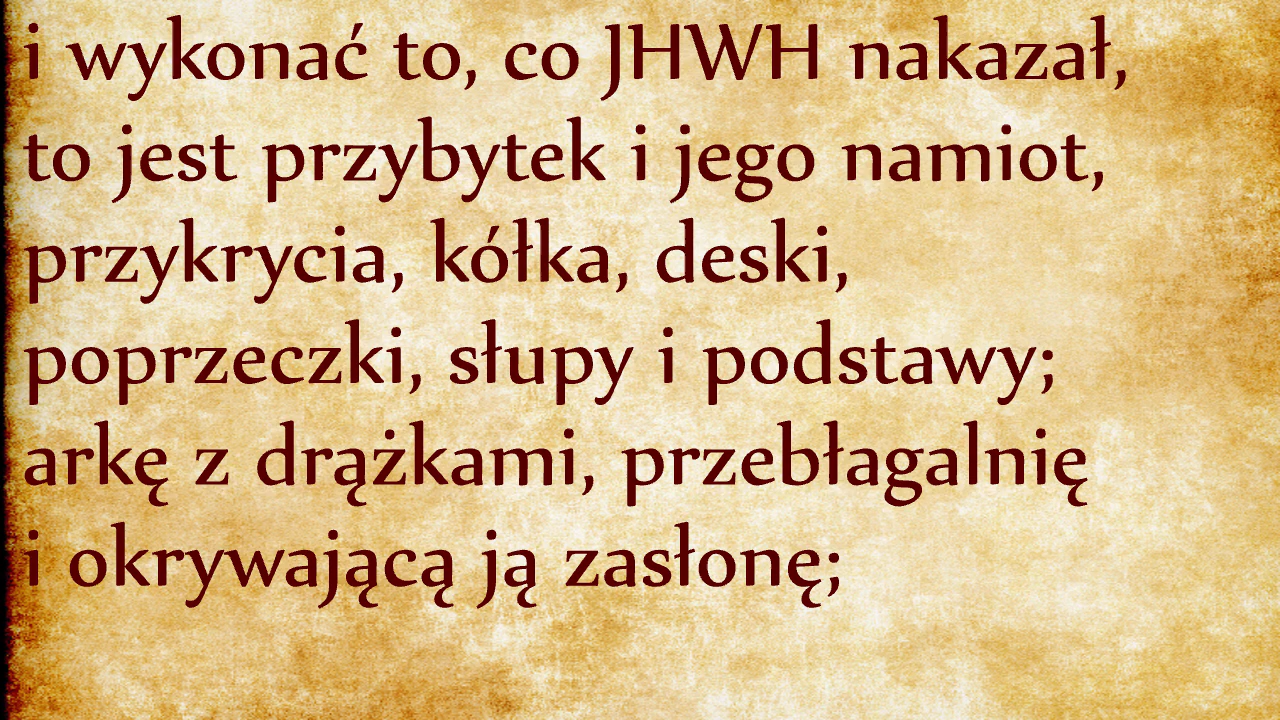 i wykonać to, co JHWH nakazał,
to jest przybytek i jego namiot,
przykrycia, kółka, deski,
poprzeczki, słupy i podstawy;
arkę z drążkami, przebłagalnię
i okrywającą ją zasłonę;